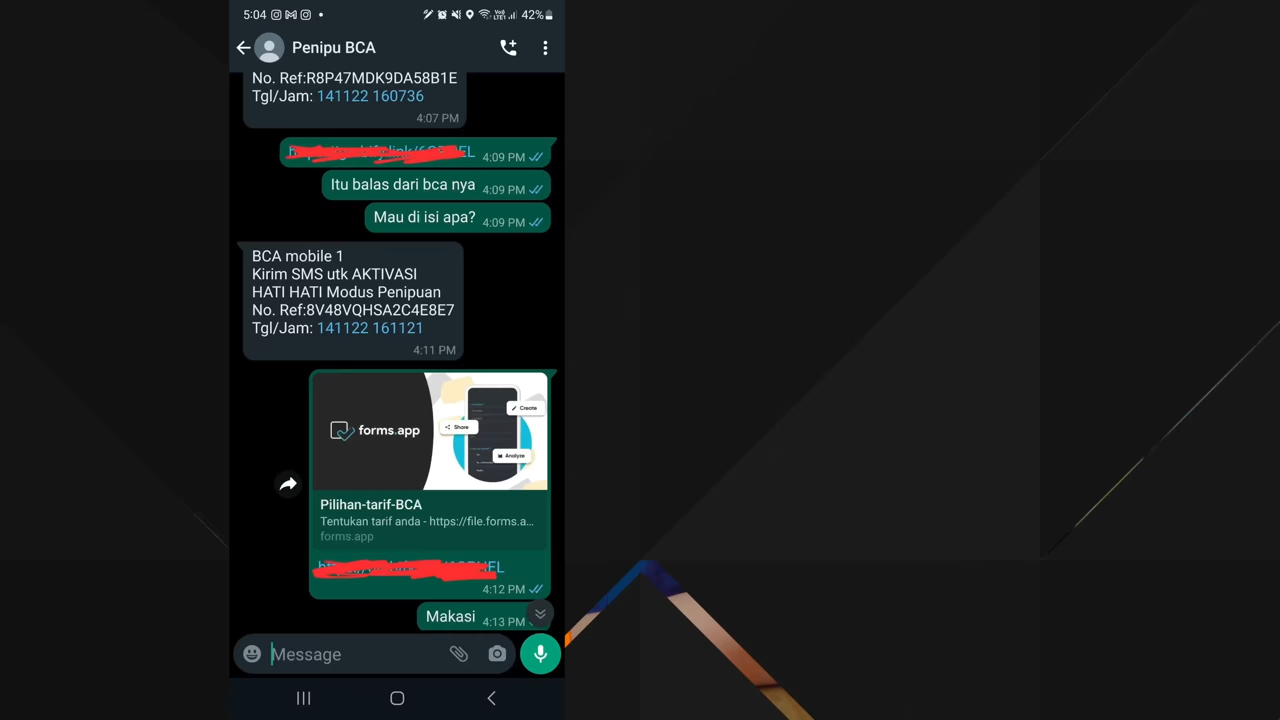 5:04
42%
Penipu BCA
No. Ref:R8P47MDK9DA58B1E
Tgl/Jam: 141122 160736
4:07 PM
4:09 PM
Itu balas dari bca nya
4:09 PM
Mau di isi apa?
4:09 PM
BCA mobile 1
Kirim SMS utk AKTIVASI
HATI HATI Modus Penipuan
No. Ref:8V48VQHSA2C4E8E7
Tgl/Jam: 141122 161121
4:11 PM
forms.app
Create
Share
Analyze
Pilihan-tarif-BCA
Tentukan tarif anda - https://file.forms.a...
forms.app
4:12 PM
Makasi
4:13 PM
Message